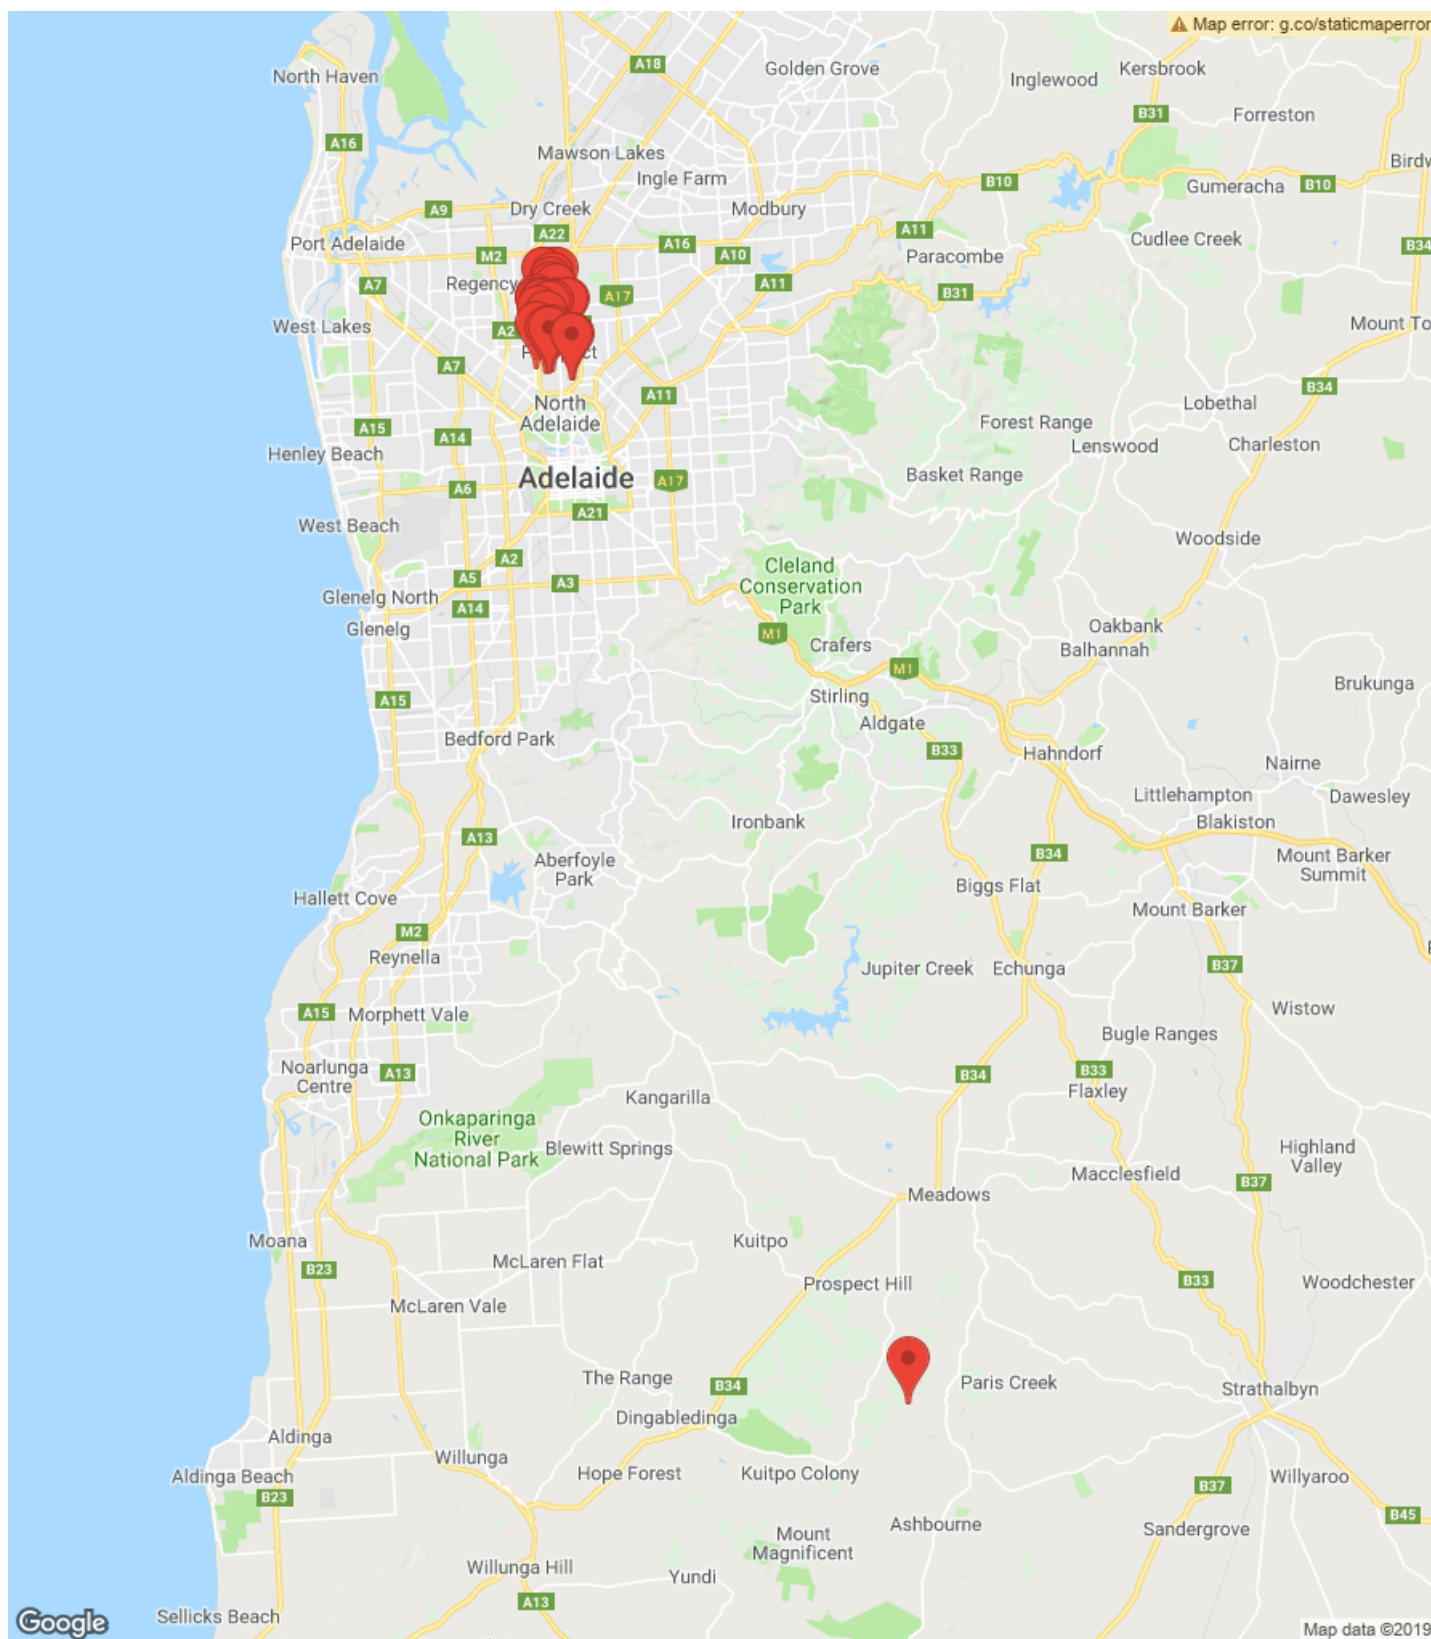 Map error: g.co/staticmaperror
North Haven
A18
Golden Grove
Inglewood
Kersbrook
B31
Forreston
A16
Mawson Lakes
Ingle Farm
B10
Gumeracha
B10
A9
Dry Creek
Modbury
A22
A11
Port Adelaide
A16
Cudlee Creek
B34
M2
A10
Paracombe
A7
Regency
A11
A17
B31
West Lakes
Mount
A7
B34
North
Adelaide
A11
Lobethal
A15
A14
Forest Range
Lenswood
Charleston
Henley Beach
Adelaide
A17
Basket Range
A6
A21
West Beach
Woodside
A2
Cleland
Conservation
Park
A5
A3
Glenelg North
A14
Glenelg
M1
Oakbank
Crafers
Balhannah
M1
Brukunga
A15
Stirling
Aldgate
Bedford Park
B33
Hahndorf
Nairne
Littlehampton
Dawesley
Ironbank
Blakiston
A13
B34
Aberfoyle
Park
Mount Barker
Summit
Biggs Flat
Hallett Cove
Mount Barker
M2
Reynella
Jupiter Creek
Echunga
B37
A15
Morphett Vale
Wistow
Bugle Ranges
Noarlunga
Centre
A13
B34
B33
Flaxley
Kangarilla
Onkaparinga
River
National Park
Blewitt Springs
Highland
Valley
Macclesfield
B37
Meadows
Moana
Kuitpo
B23
McLaren Flat
Prospect Hill
B33
Woodchester
McLaren Vale
The Range
B34
Paris Creek
Strathalbyn
Dingabledinga
Aldinga
Willunga
Hope Forest
Kuitpo Colony
Aldinga Beach
B23
B37
Willyaroo
B45
Ashbourne
Sandergrove
Mount
Magnificent
Willunga Hill
Yundi
A13
Sellicks Beach
Google
Map data ©2019